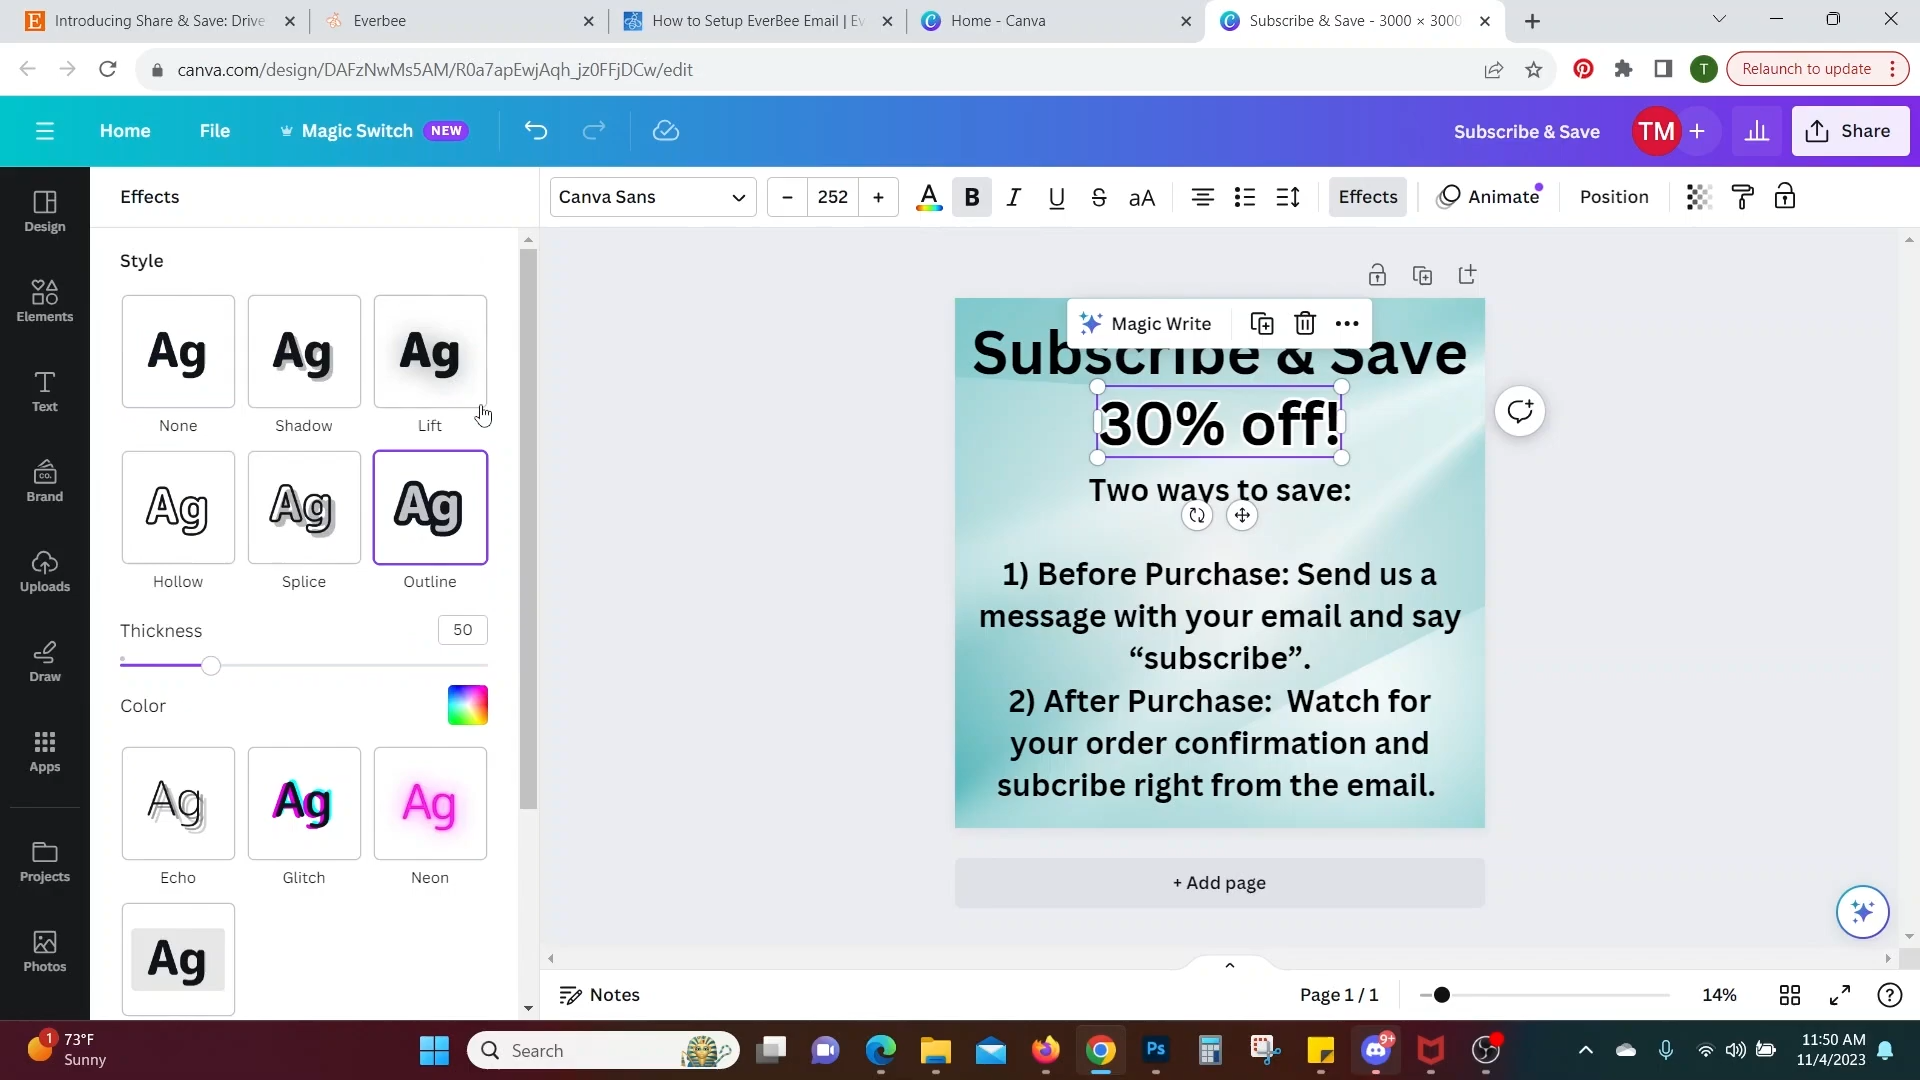 Introducing Share & Save: Drive
Everbee
How to Setup EverBee Email | Ev
Home - Canva
Subscribe & Save - 3000 × 3000
canva.com/design/DAFzNwMs5AM/R0a7apEwjAqh_jz0FFjDCw/edit
T
Relaunch to update
Home
File
Magic Switch
NEW
Subscribe & Save
TM
Share
Effects
Canva Sans
252
A
B
I
U
S
aA
Effects
Animate
Position
Design
Elements
Text
Brand
Uploads
Draw
Apps
Projects
Photos
Style
Ag
Ag
Ag
None
Shadow
Lift
Ag
Ag
Ag
Hollow
Splice
Outline
Thickness
50
Color
Ag
Ag
Ag
Echo
Glitch
Neon
Ag
Magic Write
Subscribe & Save
30% off!
Two ways to save:
1) Before Purchase: Send us a
message with your email and say
“subscribe”.
2) After Purchase:  Watch for
your order confirmation and
subcribe right from the email.
+ Add page
Notes
Page 1 / 1
14%
1
73°F
Sunny
Search
Ps
9+
11:50 AM
11/4/2023